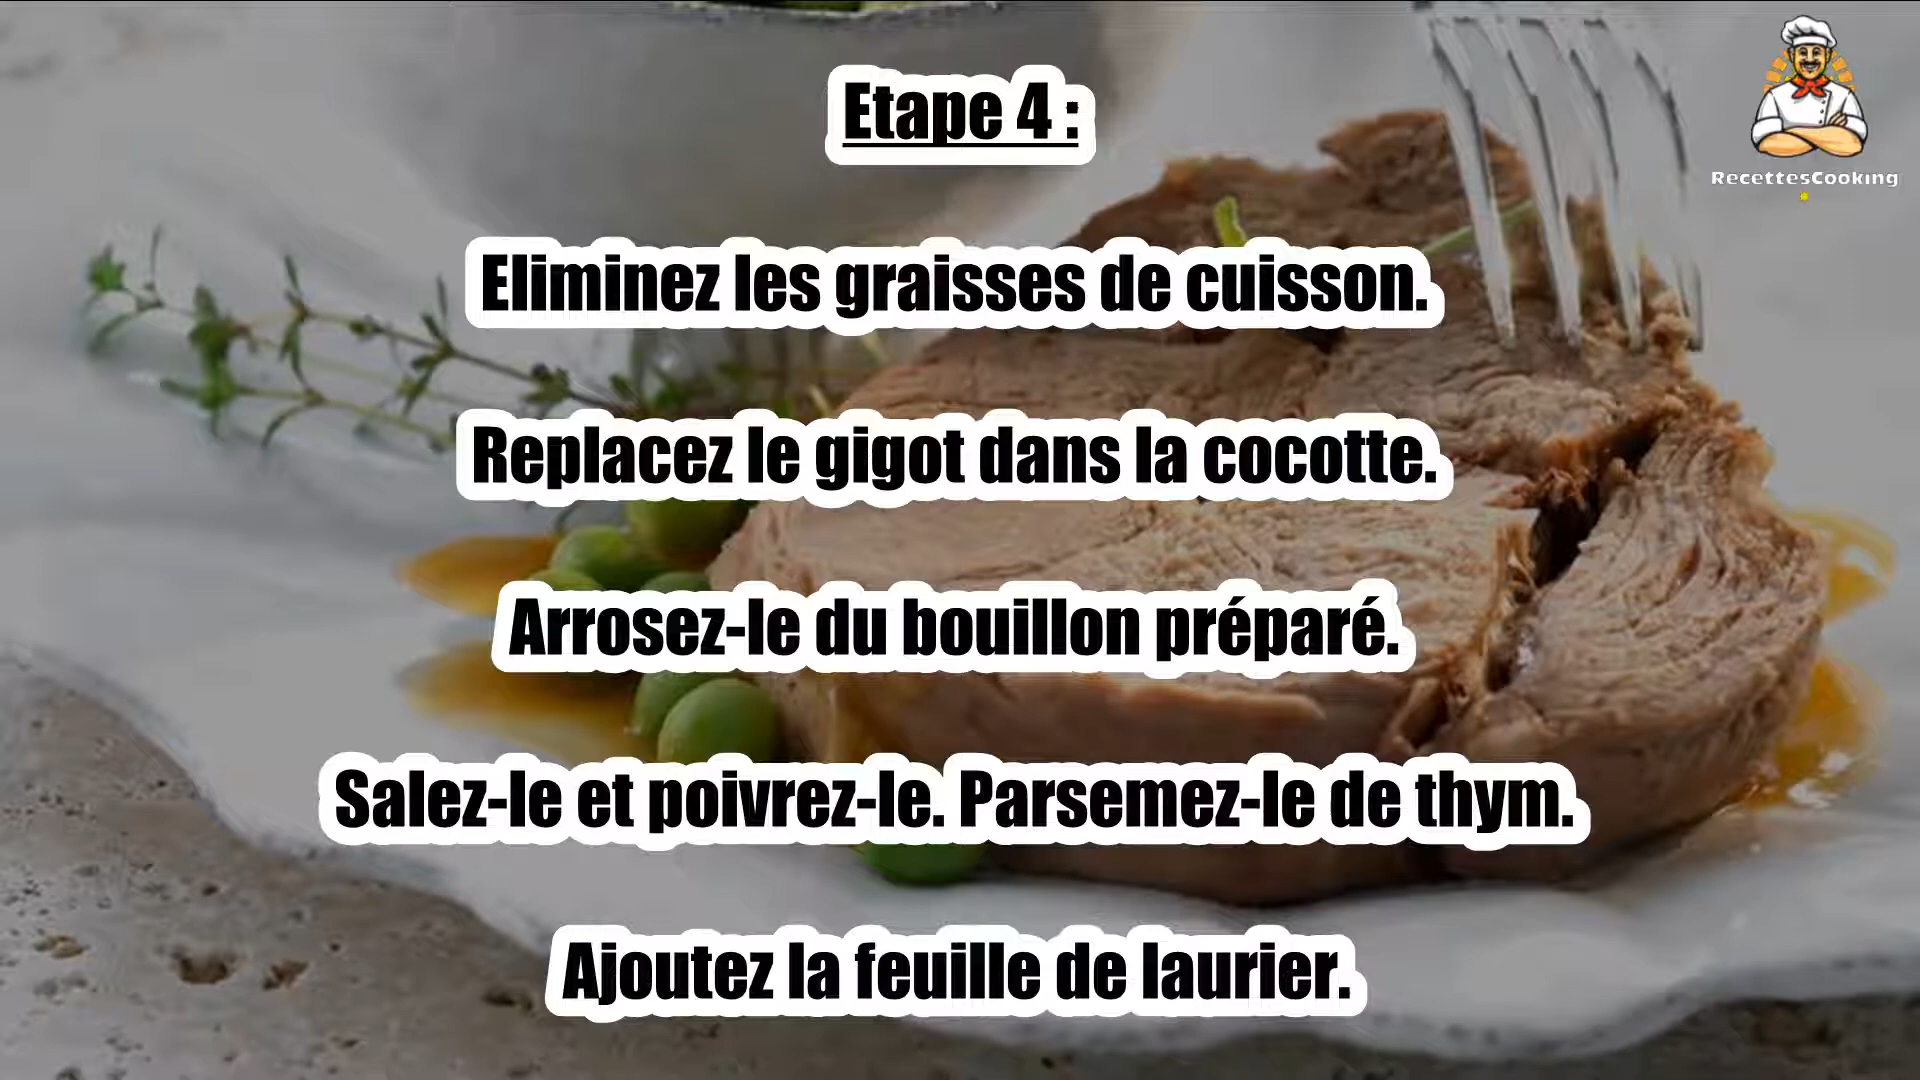 Etape 4 :
RecettesCooking
Eliminez les graisses de cuisson.
Replacez le gigot dans la cocotte.
Arrosez-le du bouillon préparé.
Salez-le et poivrez-le. Parsemez-le de thym.
Ajoutez la feuille de laurier.